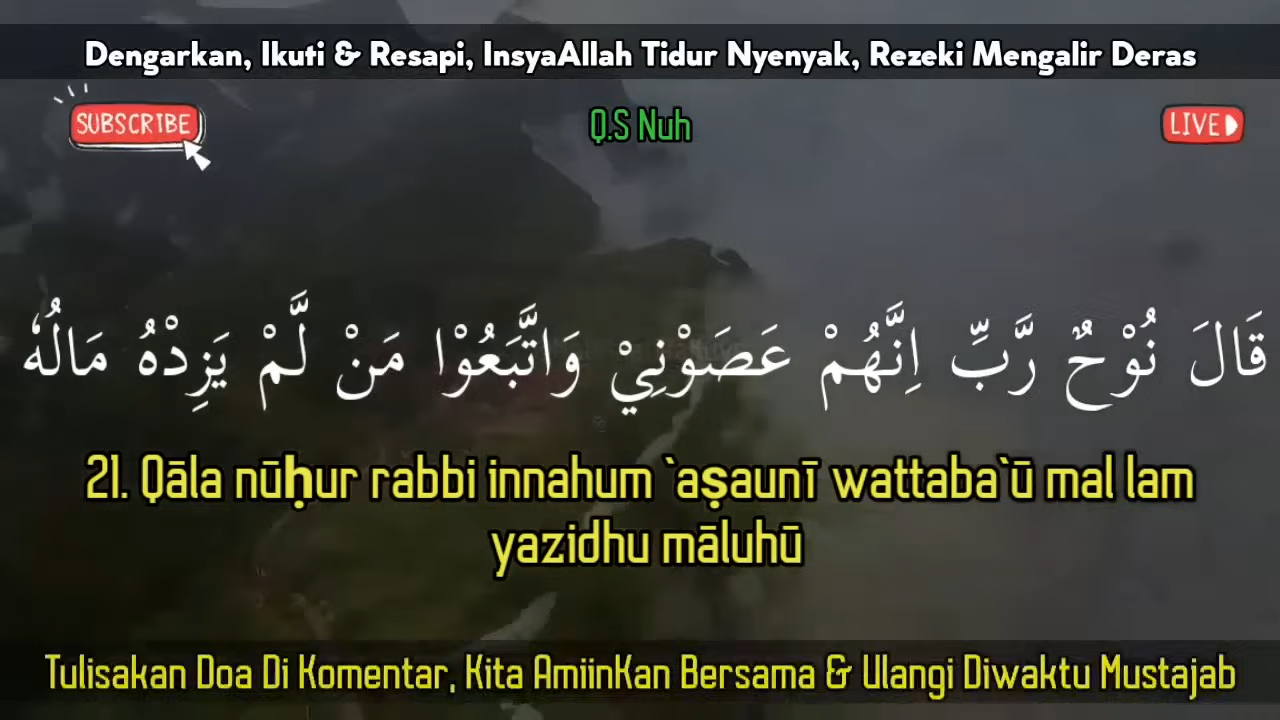 Dengarkan, Ikuti & Resapi, InsyaAllah Tidur Nyenyak, Rezeki Mengalir Deras
SUBSCRIBE
Q.S Nuh
LIVE
قَالَ نُوْحٌ رَّبِّ اِنَّهُمْ عَصَوْنِيْ وَاتَّبَعُوْا مَنْ لَّمْ يَزِدْهُ مَالُهٗ
21. Qāla nūḥur rabbi innahum `aṣaunī wattaba`ū mal lam
yazidhu māluhū
Tulisakan Doa Di Komentar, Kita AmiinKan Bersama & Ulangi Diwaktu Mustajab